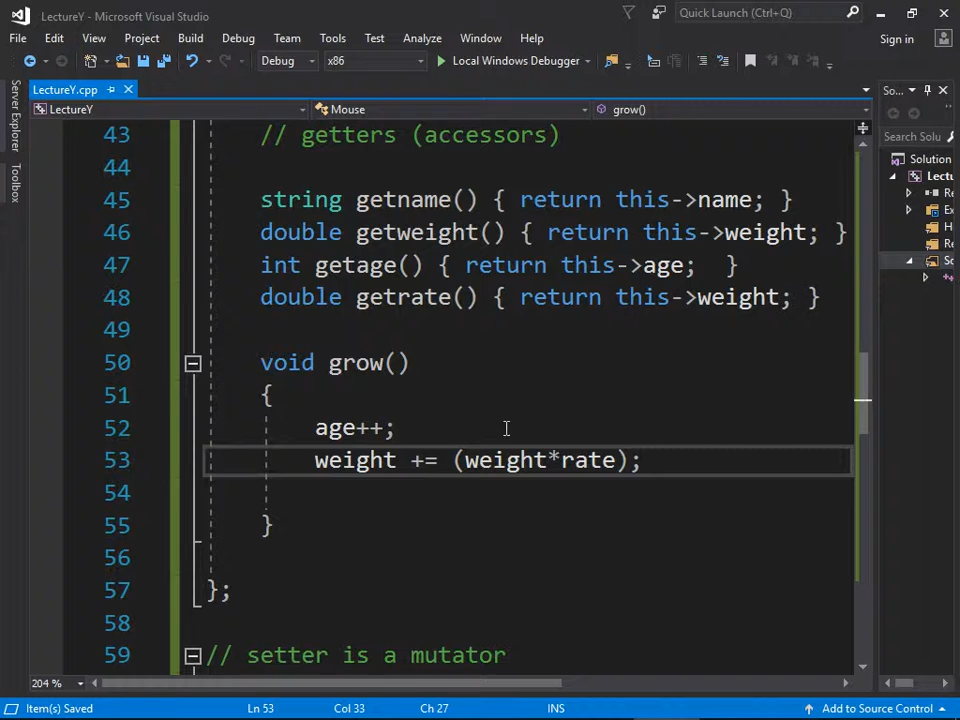 LectureY - Microsoft Visual Studio
Quick Launch (Ctrl+Q)
File Edit View Project Build Debug Team Tools Test Analyze Window Help
Sign in
Debug x86 Local Windows Debugger
LectureY.cpp
So...
LectureY Mouse grow()
Server Explorer
Toolbox
43 // getters (accessors)
44
45 string getname() { return this->name; }
46 double getweight() { return this->weight; }
47 int getage() { return this->age;  }
48 double getrate() { return this->weight; }
49
50 void grow()
51 {
52 age++;
53 weight += (weight*rate);
54
55 }
56
57 };
58
59 // setter is a mutator
Search Solu
Solution
Lectu
Re
Ex
H
Re
So
204 %
Item(s) Saved Ln 53 Col 33 Ch 27 INS Add to Source Control